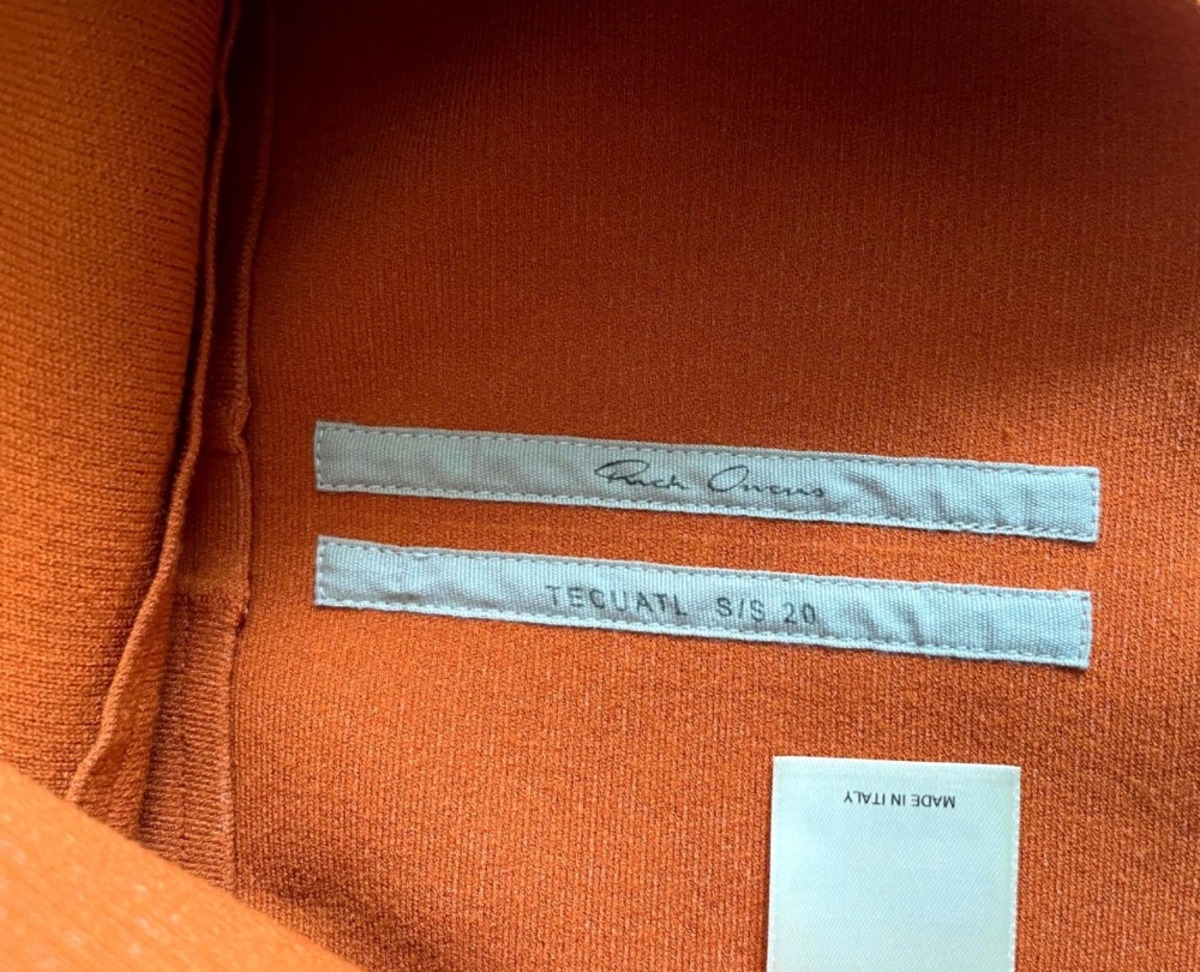 Rick Owens
TECUATL S/S 20
MADE IN ITALY